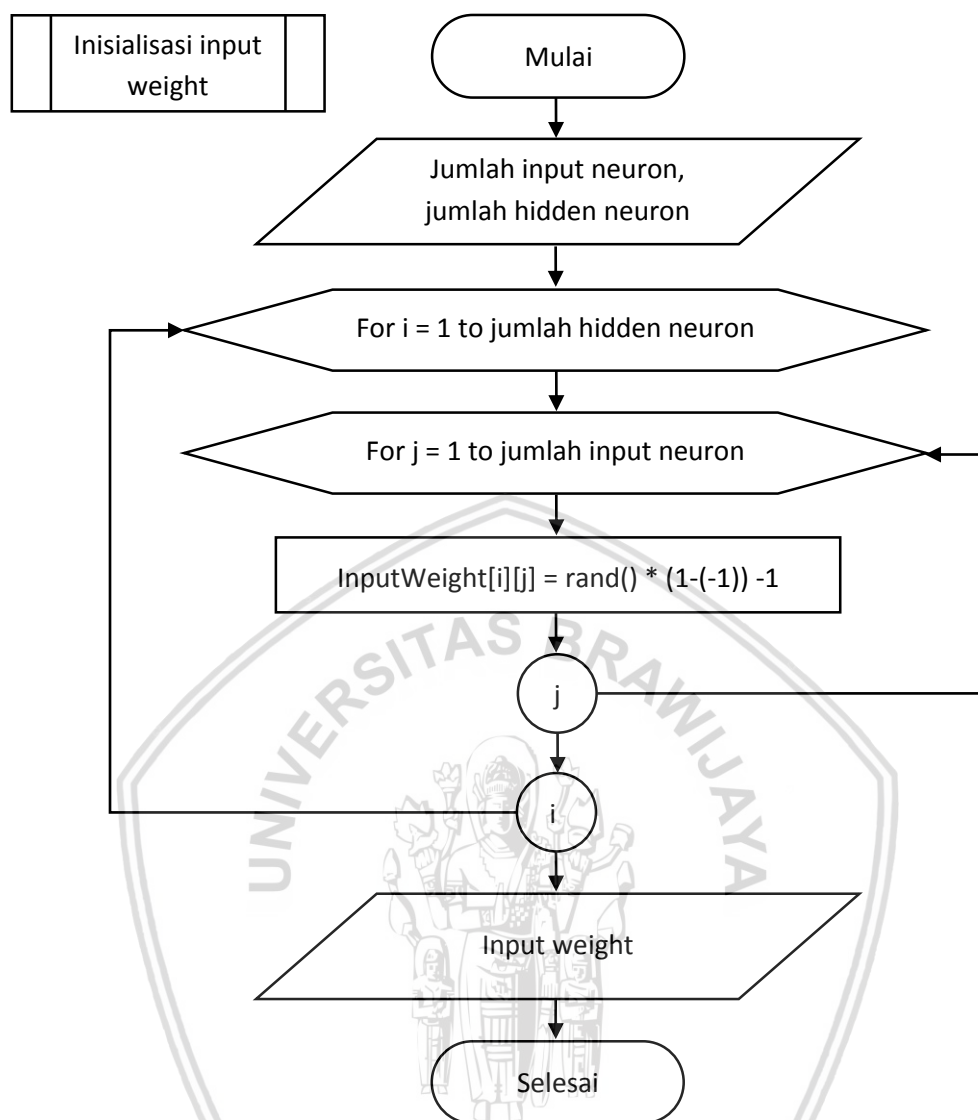 Inisialisasi input
weight
Mulai
Jumlah input neuron,
jumlah hidden neuron
For i = 1 to jumlah hidden neuron
For j = 1 to jumlah input neuron
InputWeight[i][j] = rand() * (1-(-1)) -1
UNIVERSITAS BRAWIJAYA
j
i
Input weight
Selesai